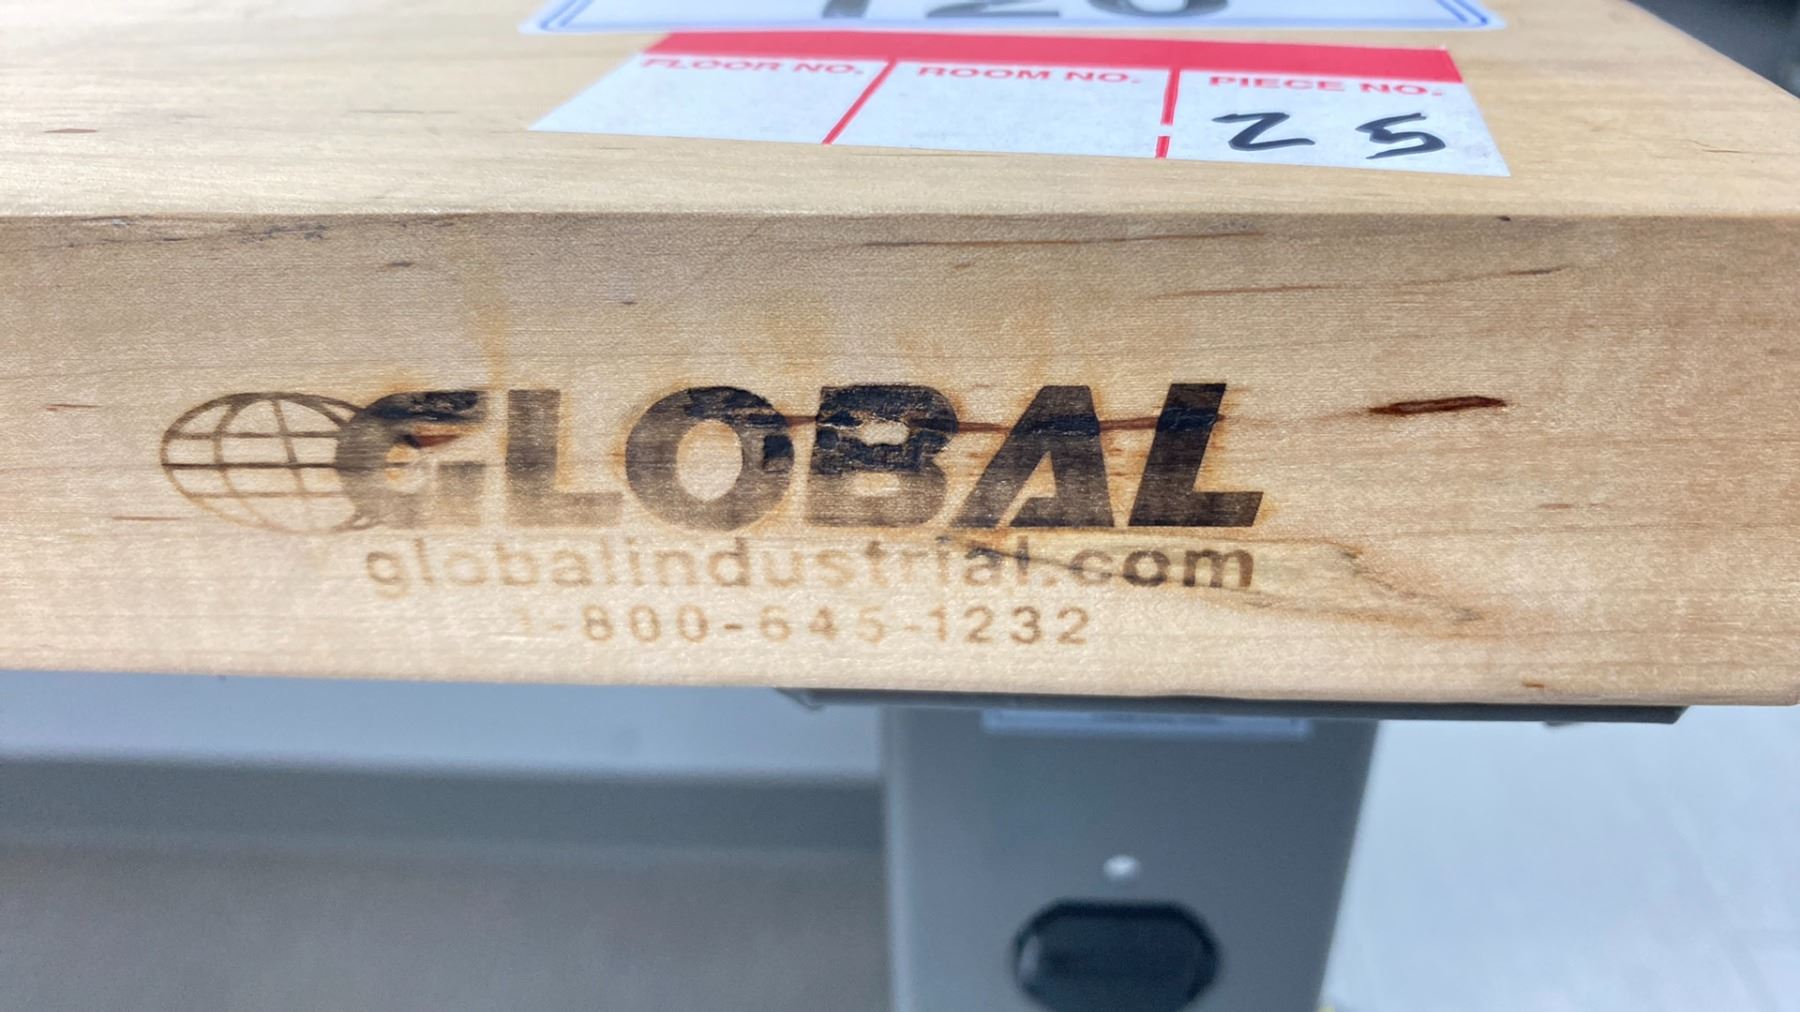 FLOOR NO. ROOM NO. PIECE NO.
25
GLOBAL
globalindustrial.com
1-800-645-1232